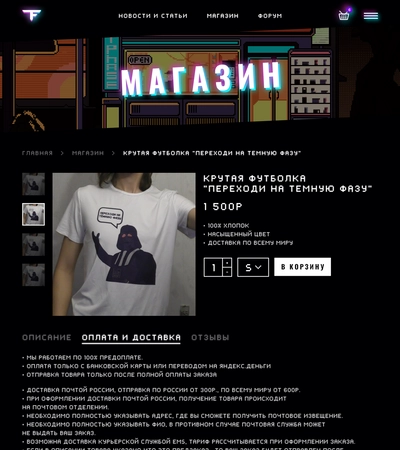 НОВОСТИ И СТАТЬИ МАГАЗИН ФОРУМ
OPEN
МАГАЗИН
ГЛАВНАЯ > МАГАЗИН > КРУТАЯ ФУТБОЛКА "ПЕРЕХОДИ НА ТЕМНУЮ ФАЗУ"
КРУТАЯ ФУТБОЛКА
"ПЕРЕХОДИ НА ТЕМНУЮ ФАЗУ"
1 500Р
• 100% ХЛОПОК
• НАСЫЩЕННЫЙ ЦВЕТ
• ДОСТАВКА ПО ВСЕМУ МИРУ
1 S В КОРЗИНУ
ОПИСАНИЕ ОПЛАТА И ДОСТАВКА ОТЗЫВЫ
• МЫ РАБОТАЕМ ПО 100% ПРЕДОПЛАТЕ.
• ОПЛАТА ТОЛЬКО С БАНКОВСКОЙ КАРТЫ ИЛИ ПЕРЕВОДОМ НА ЯНДЕКС.ДЕНЬГИ
• ОТПРАВКА ТОВАРА ТОЛЬКО ПОСЛЕ ПОЛНОЙ ОПЛАТЫ ЗАКАЗА
• ДОСТАВКА ПОЧТОЙ РОССИИ, ОТПРАВКА ПО РОССИИ ОТ 300Р., ПО ВСЕМУ МИРУ ОТ 600Р.
• ПРИ ОФОРМЛЕНИИ ДОСТАВКИ ПОЧТОЙ РОССИИ, ПОЛУЧЕНИЕ ТОВАРА ПРОИСХОДИТ
НА ПОЧТОВОМ ОТДЕЛЕНИИ.
• НЕОБХОДИМО ПОЛНОСТЬЮ УКАЗЫВАТЬ АДРЕС, ГДЕ ВЫ СМОЖЕТЕ ПОЛУЧИТЬ ПОЧТОВОЕ ИЗВЕЩЕНИЕ.
• НЕОБХОДИМО ПОЛНОСТЬЮ УКАЗЫВАТЬ ФИО, В ПРОТИВНОМ СЛУЧАЕ ПОЧТОВАЯ СЛУЖБА МОЖЕТ
НЕ ВЫДАТЬ ВАШ ЗАКАЗ.
• ВОЗМОЖНА ДОСТАВКА КУРЬЕРСКОЙ СЛУЖБОЙ EMS, ТАРИФ РАССЧИТЫВАЕТСЯ ПРИ ОФОРМЛЕНИИ ЗАКАЗА.